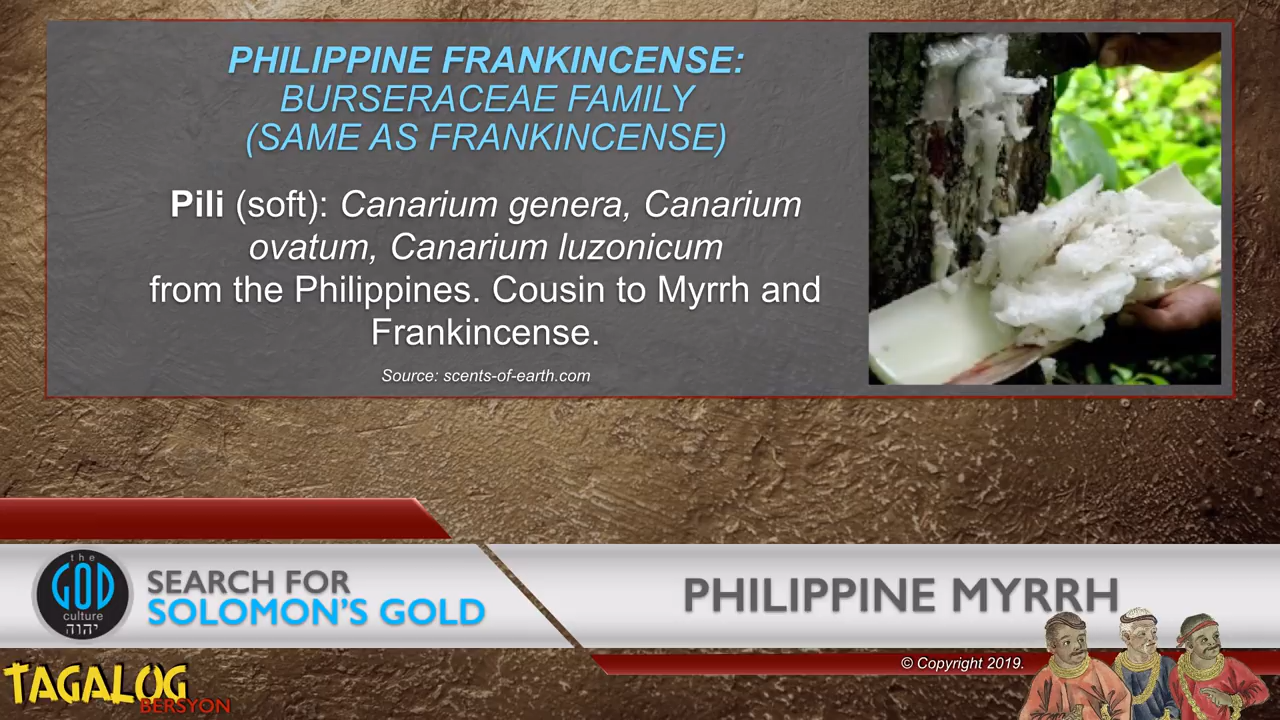 PHILIPPINE FRANKINCENSE:
BURSERACEAE FAMILY
(SAME AS FRANKINCENSE)
Pili (soft): Canarium genera, Canarium
ovatum, Canarium luzonicum
from the Philippines. Cousin to Myrrh and
Frankincense.
Source: scents-of-earth.com
the
GOD
culture
יהוה
SEARCH FOR
SOLOMON'S GOLD
PHILIPPINE MYRRH
© Copyright 2019.
TAGALOG
BERSYON